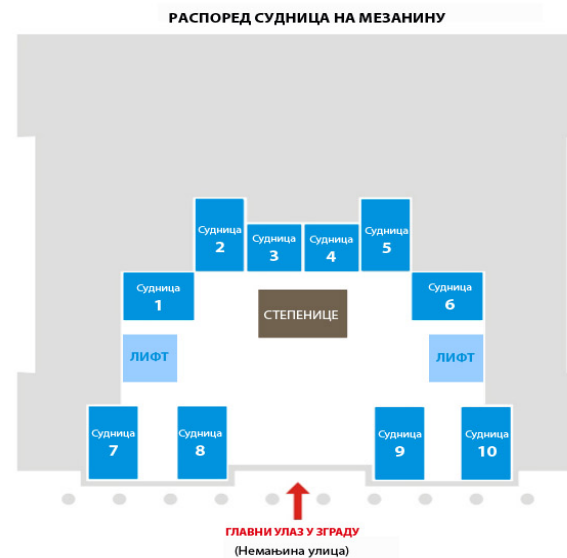 РАСПОРЕД СУДНИЦА НА МЕЗАНИНУ
Судница
2
Судница
3
Судница
4
Судница
5
Судница
1
Судница
6
СТЕПЕНИЦЕ
ЛИФТ
ЛИФТ
Судница
7
Судница
8
Судница
9
Судница
10
ГЛАВНИ УЛАЗ У ЗГРАДУ
(Немањина улица)